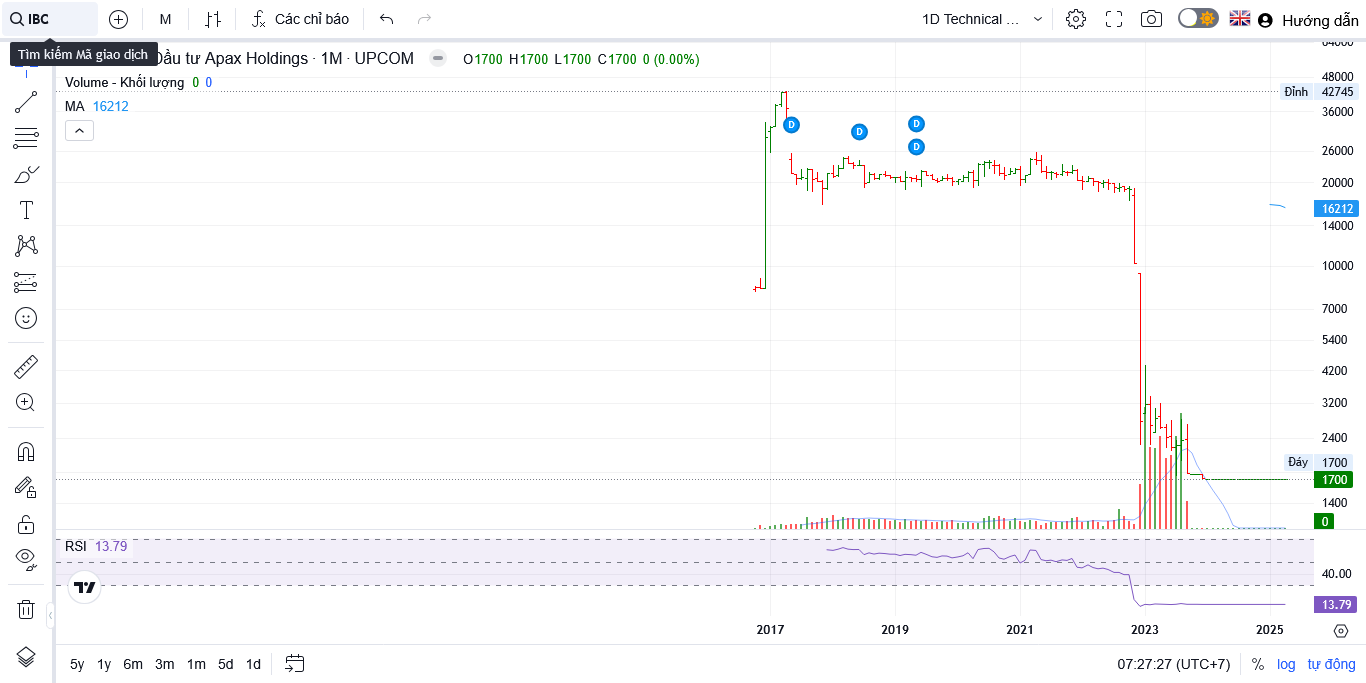 IBC
M
Các chỉ báo
1D Technical ...
Hướng dẫn
Tìm kiếm Mã giao dịch
Đầu tư Apax Holdings · 1M · UPCOM
O1700 H1700 L1700 C1700 0 (0.00%)
Volume - Khối lượng 0 0
MA 16212
64000
48000
Đỉnh 42745
36000
D
D
D
D
26000
20000
16212
14000
10000
7000
5400
4200
3200
2400
Đáy 1700
1700
1400
0
RSI 13.79
40.00
13.79
2017 2019 2021 2023 2025
5y 1y 6m 3m 1m 5d 1d
07:27:27 (UTC+7)
% log tự động